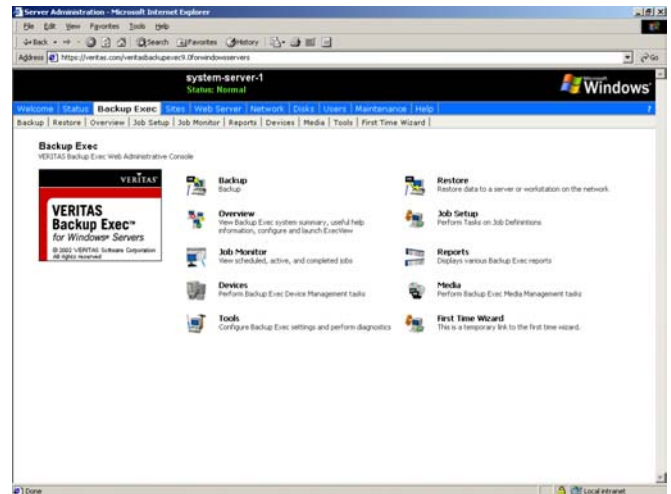 Server Administration - Microsoft Internet Explorer
File Edit View Favorites Tools Help
Back Search Favorites History
Address https://veritas.com/veritasbackupexec9.0forwindowsservers Go
system-server-1
Status: Normal
Microsoft Windows
Welcome Status Backup Exec Sites Web Server Network Disks Users Maintenance Help ?
Backup Restore Overview Job Setup Job Monitor Reports Devices Media Tools First Time Wizard
Backup Exec
VERITAS Backup Exec Web Administrative Console
VERITAS
VERITAS
Backup Exec™
for Windows® Servers
© 2002 VERITAS Software Corporation
All rights reserved
Backup
Backup
Restore
Restore data to a server or workstation on the network
Overview
View Backup Exec system summary, useful help
information, configure and launch ExecView
Job Setup
Perform Tasks on Job Definintions
Job Monitor
View scheduled, active, and completed jobs
Reports
Displays various Backup Exec reports
Devices
Perform Backup Exec Device Management tasks
Media
Perform Backup Exec Media Management tasks
Tools
Configure Backup Exec settings and perform diagnostics
First Time Wizard
This is a temporary link to the first time wizard.
Done
Local intranet